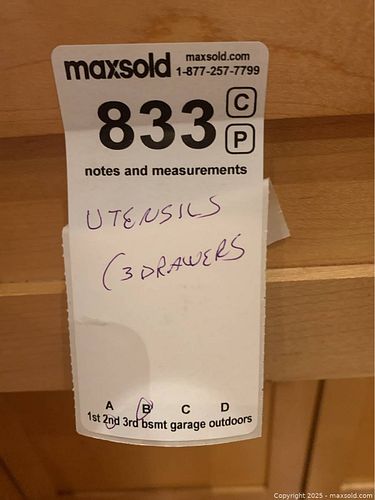 maxsold maxsold.com
1-877-257-7799
833 C
P
notes and measurements
UTENSILS
(3 DRAWERS
A B C D
1st 2nd 3rd bsmt garage outdoors
Copyright 2025 - maxsold.com